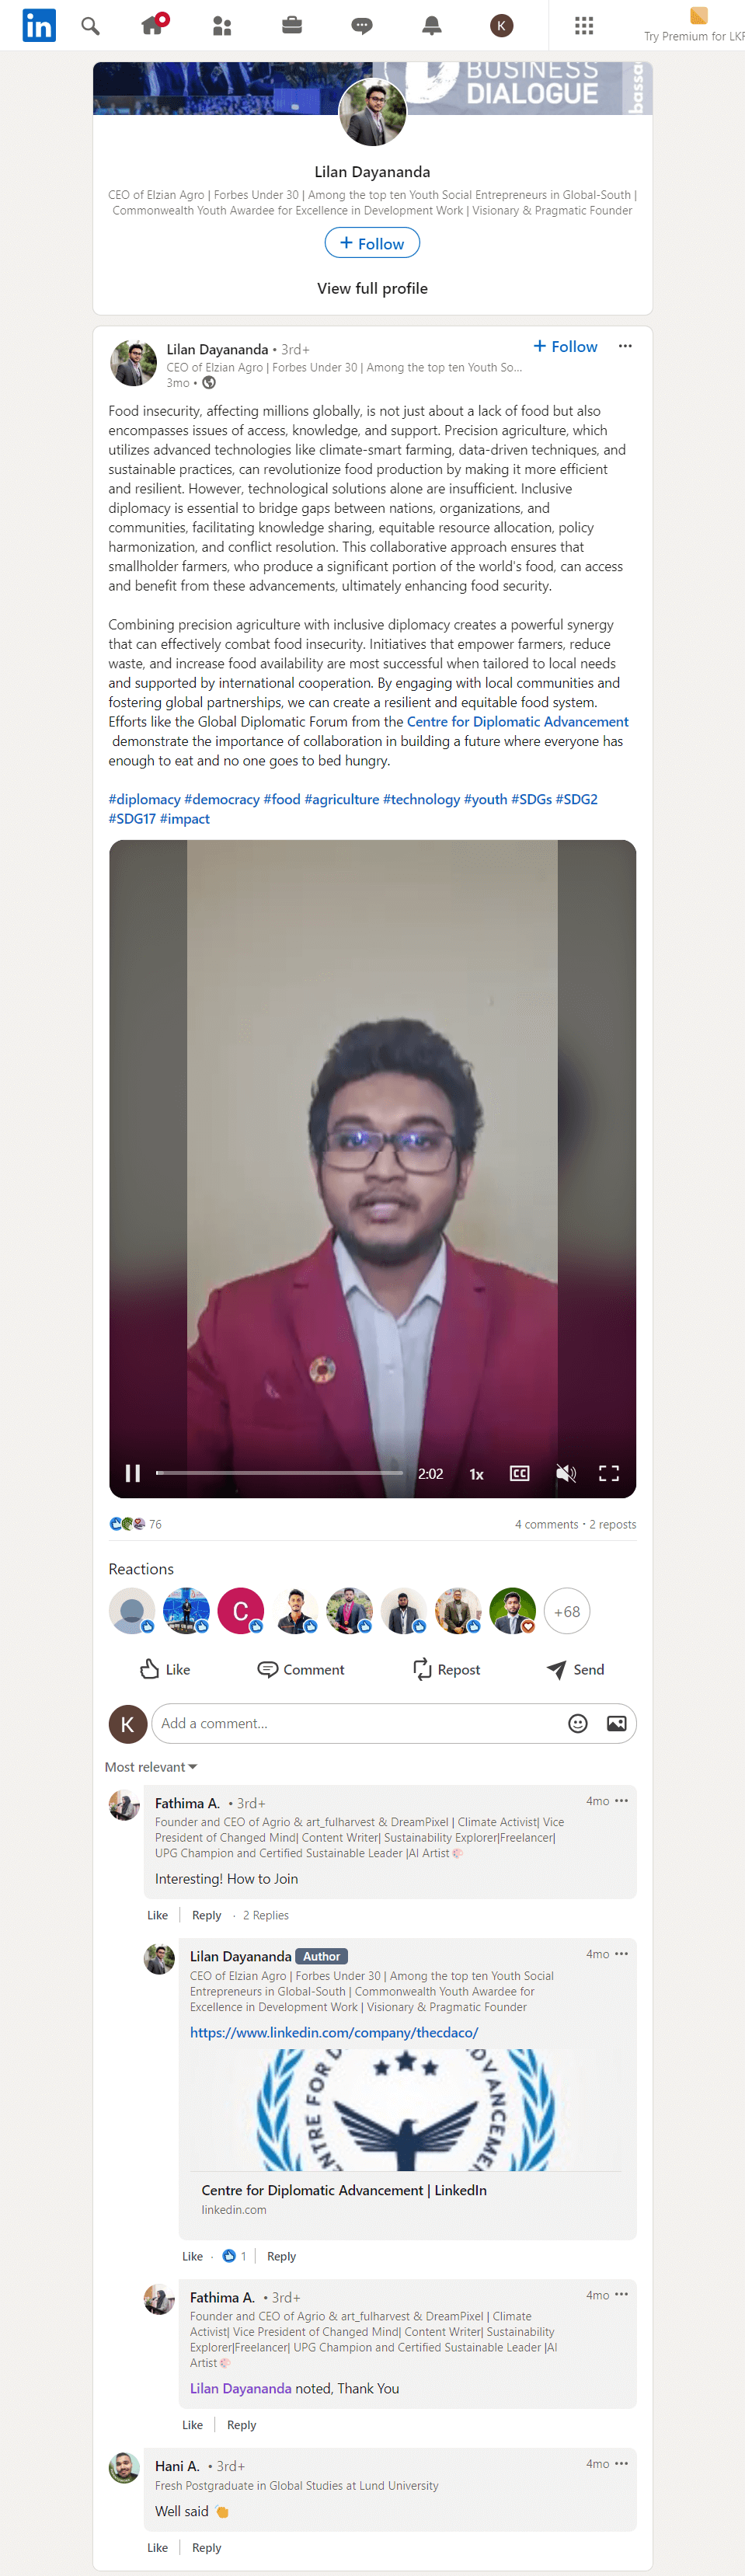 in
K
Try Premium for LKR
BUSINESS
DIALOGUE
bassa
Lilan Dayananda
CEO of Elzian Agro | Forbes Under 30 | Among the top ten Youth Social Entrepreneurs in Global-South |
Commonwealth Youth Awardee for Excellence in Development Work | Visionary & Pragmatic Founder
+ Follow
View full profile
Lilan Dayananda • 3rd+
+ Follow
CEO of Elzian Agro | Forbes Under 30 | Among the top ten Youth So...
3mo •
Food insecurity, affecting millions globally, is not just about a lack of food but also
encompasses issues of access, knowledge, and support. Precision agriculture, which
utilizes advanced technologies like climate-smart farming, data-driven techniques, and
sustainable practices, can revolutionize food production by making it more efficient
and resilient. However, technological solutions alone are insufficient. Inclusive
diplomacy is essential to bridge gaps between nations, organizations, and
communities, facilitating knowledge sharing, equitable resource allocation, policy
harmonization, and conflict resolution. This collaborative approach ensures that
smallholder farmers, who produce a significant portion of the world's food, can access
and benefit from these advancements, ultimately enhancing food security.
Combining precision agriculture with inclusive diplomacy creates a powerful synergy
that can effectively combat food insecurity. Initiatives that empower farmers, reduce
waste, and increase food availability are most successful when tailored to local needs
and supported by international cooperation. By engaging with local communities and
fostering global partnerships, we can create a resilient and equitable food system.
Efforts like the Global Diplomatic Forum from the Centre for Diplomatic Advancement
demonstrate the importance of collaboration in building a future where everyone has
enough to eat and no one goes to bed hungry.
#diplomacy #democracy #food #agriculture #technology #youth #SDGs #SDG2
#SDG17 #impact
2:02 1x CC
76
4 comments • 2 reposts
Reactions
C
+68
Like Comment Repost Send
K
Add a comment...
Most relevant
Fathima A. • 3rd+
4mo
Founder and CEO of Agrio & art_fulharvest & DreamPixel | Climate Activist| Vice
President of Changed Mind| Content Writer| Sustainability Explorer|Freelancer|
UPG Champion and Certified Sustainable Leader |AI Artist
Interesting! How to Join
Like Reply · 2 Replies
Lilan Dayananda Author
4mo
CEO of Elzian Agro | Forbes Under 30 | Among the top ten Youth Social
Entrepreneurs in Global-South | Commonwealth Youth Awardee for
Excellence in Development Work | Visionary & Pragmatic Founder
https://www.linkedin.com/company/thecdaco/
NTRE FOR D
DVANCEME
Centre for Diplomatic Advancement | LinkedIn
linkedin.com
Like · 1 Reply
Fathima A. • 3rd+
4mo
Founder and CEO of Agrio & art_fulharvest & DreamPixel | Climate
Activist| Vice President of Changed Mind| Content Writer| Sustainability
Explorer|Freelancer| UPG Champion and Certified Sustainable Leader |AI
Artist
Lilan Dayananda noted, Thank You
Like Reply
Hani A. • 3rd+
4mo
Fresh Postgraduate in Global Studies at Lund University
Well said 👏
Like Reply